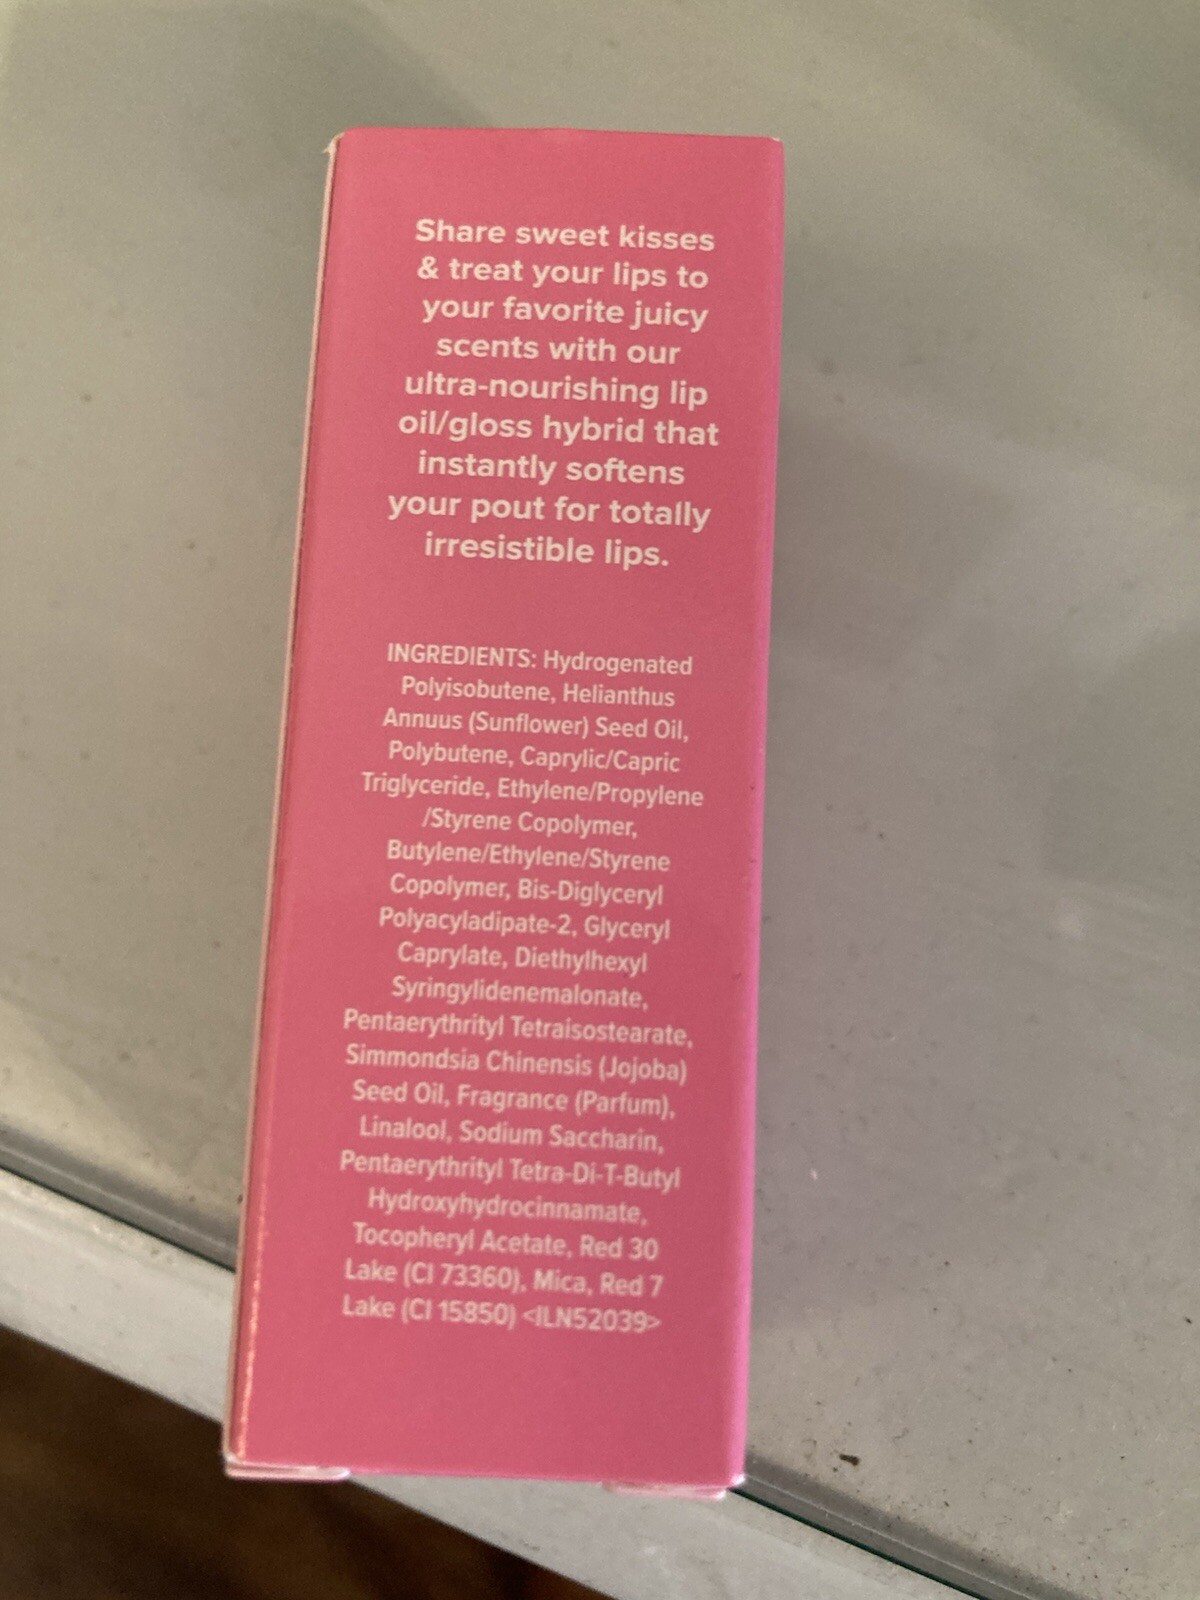 Share sweet kisses
& treat your lips to
your favorite juicy
scents with our
ultra-nourishing lip
oil/gloss hybrid that
instantly softens
your pout for totally
irresistible lips.
INGREDIENTS: Hydrogenated
Polyisobutene, Helianthus
Annuus (Sunflower) Seed Oil,
Polybutene, Caprylic/Capric
Triglyceride, Ethylene/Propylene
/Styrene Copolymer,
Butylene/Ethylene/Styrene
Copolymer, Bis-Diglyceryl
Polyacyladipate-2, Glyceryl
Caprylate, Diethylhexyl
Syringylidenemalonate,
Pentaerythrityl Tetraisostearate,
Simmondsia Chinensis (Jojoba)
Seed Oil, Fragrance (Parfum),
Linalool, Sodium Saccharin,
Pentaerythrityl Tetra-Di-T-Butyl
Hydroxyhydrocinnamate,
Tocopheryl Acetate, Red 30
Lake (CI 73360), Mica, Red 7
Lake (CI 15850) <ILN52039>